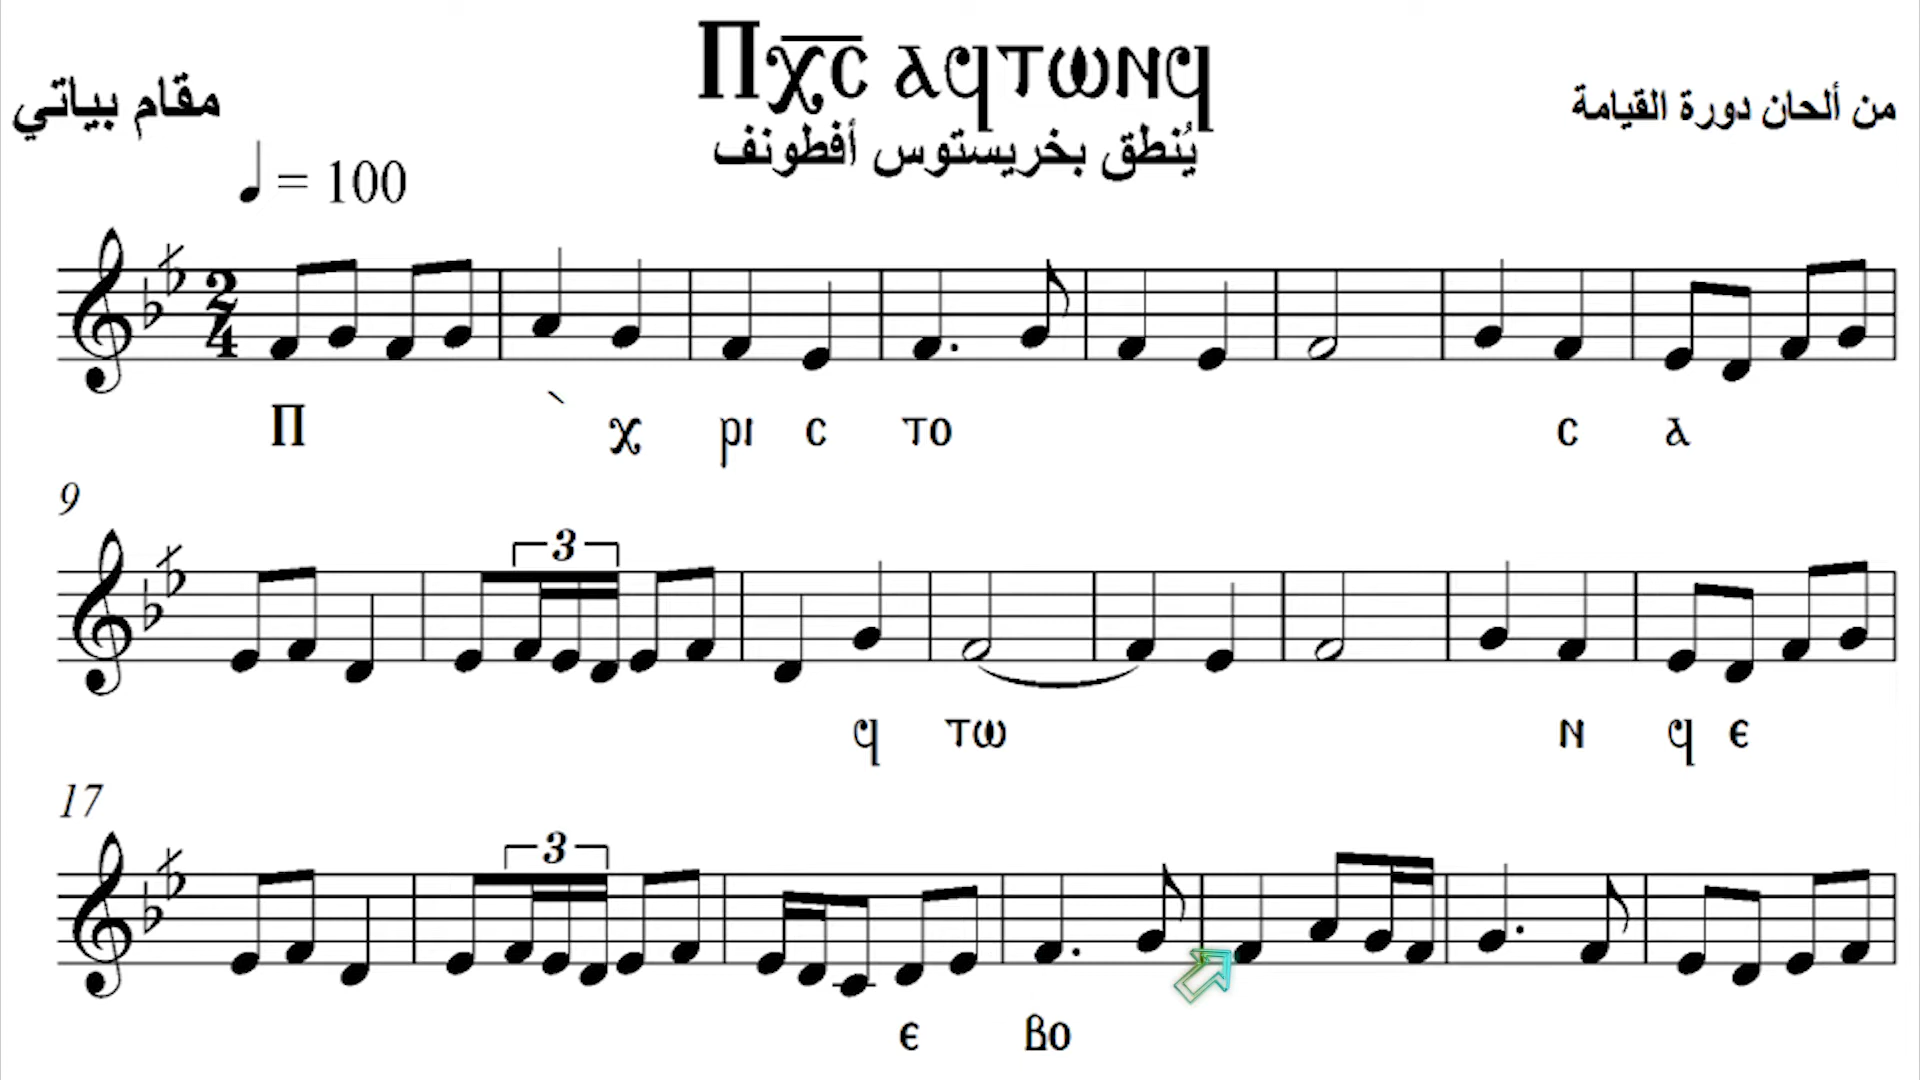 Ⲡⲭ̅ⲥ̅ ⲁϥⲧⲱⲛϥ
مقام بياتي
من ألحان دورة القيامة
يُنطق بخريستوس أفطونف
= 100
2/4
Ⲡ ̀ ⲭ ⲣⲓ ⲥ ⲧⲟ ⲥ ⲁ
9
3
ϥ ⲧⲱ ⲛ ϥ ⲉ
17
3
ⲉ ⲃⲟ